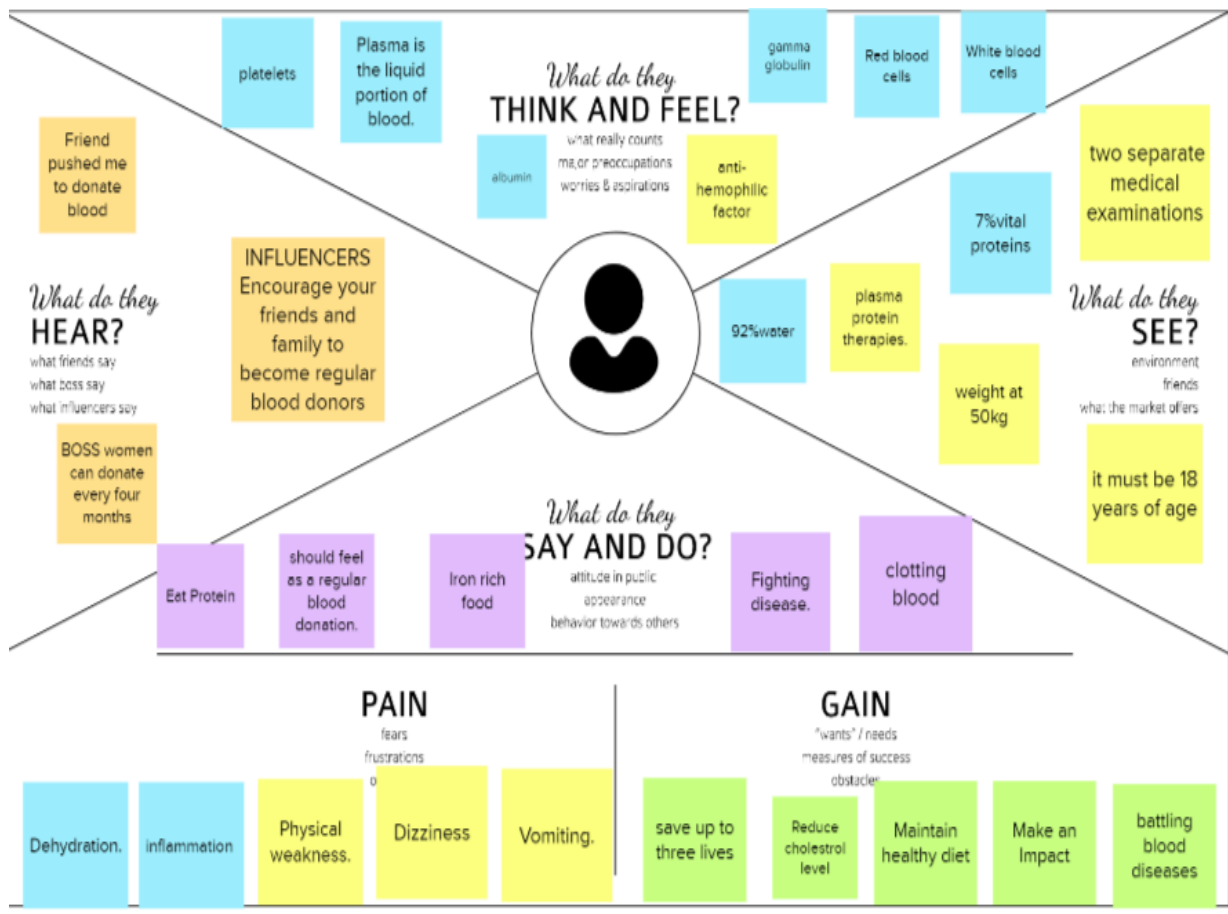 platelets
Plasma is
the liquid
portion of
blood.
What do they
THINK AND FEEL?
what really counts
major preoccupations
worries & aspirations
albumin
anti-
hemophilic
factor
gamma
globulin
Red blood
cells
White blood
cells
Friend
pushed me
to donate
blood
INFLUENCERS
Encourage your
friends and
family to
become regular
blood donors
What do they
HEAR?
what friends say
what boss say
what influencers say
BOSS women
can donate
every four
months
two separate
medical
examinations
7%vital
proteins
92%water
plasma
protein
therapies.
weight at
50kg
What do they
SEE?
environment
friends
what the market offers
it must be 18
years of age
What do they
SAY AND DO?
attitude in public
appearance
behavior towards others
Eat Protein
should feel
as a regular
blood
donation.
Iron rich
food
Fighting
disease.
clotting
blood
PAIN
fears
frustrations
Dehydration.
inflammation
Physical
weakness.
Dizziness
Vomiting.
GAIN
"wants" / needs
measures of success
obstacles
save up to
three lives
Reduce
cholestrol
level
Maintain
healthy diet
Make an
Impact
battling
blood
diseases